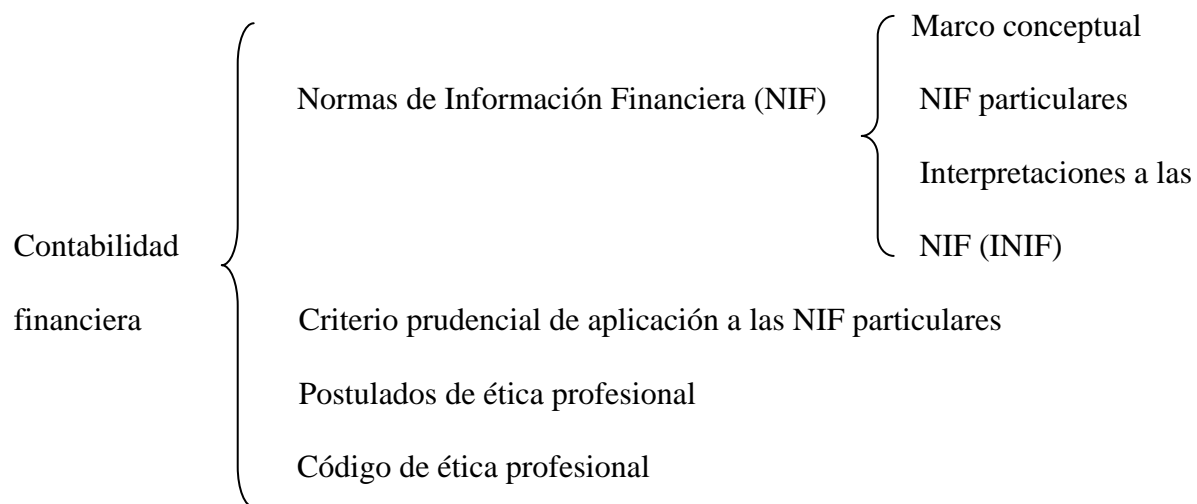 Marco conceptual
Normas de Información Financiera (NIF)
NIF particulares
Interpretaciones a las
Contabilidad
NIF (INIF)
financiera
Criterio prudencial de aplicación a las NIF particulares
Postulados de ética profesional
Código de ética profesional